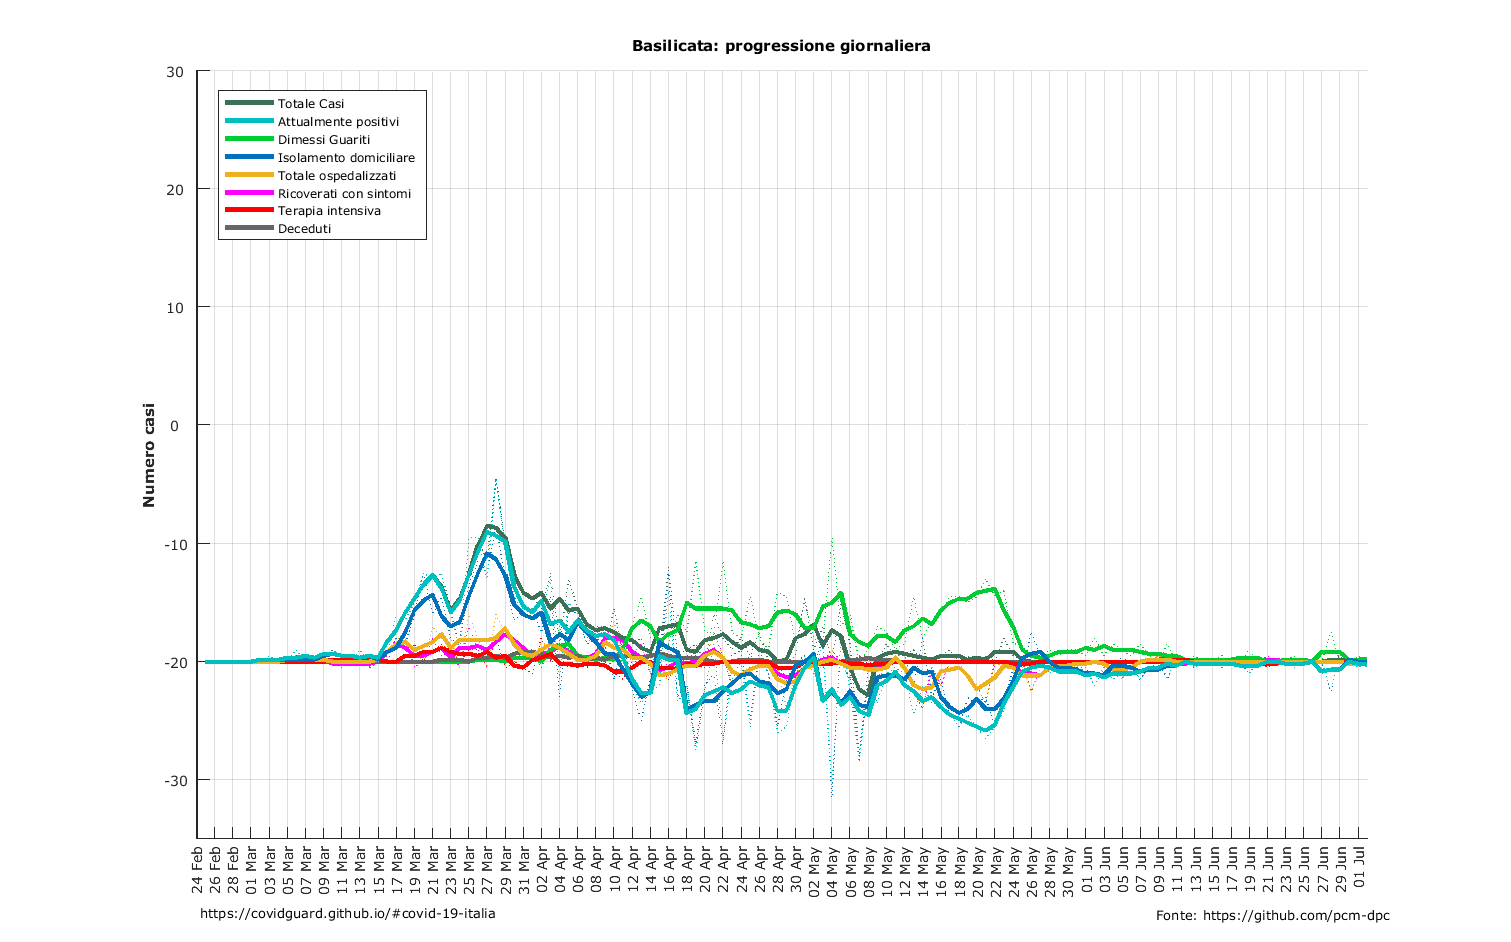 Basilicata: progressione giornaliera
30
20
10
0
-10
-20
-30
Numero casi
Totale Casi
Attualmente positivi
Dimessi Guariti
Isolamento domiciliare
Totale ospedalizzati
Ricoverati con sintomi
Terapia intensiva
Deceduti
24 Feb
26 Feb
28 Feb
01 Mar
03 Mar
05 Mar
07 Mar
09 Mar
11 Mar
13 Mar
15 Mar
17 Mar
19 Mar
21 Mar
23 Mar
25 Mar
27 Mar
29 Mar
31 Mar
02 Apr
04 Apr
06 Apr
08 Apr
10 Apr
12 Apr
14 Apr
16 Apr
18 Apr
20 Apr
22 Apr
24 Apr
26 Apr
28 Apr
30 Apr
02 May
04 May
06 May
08 May
10 May
12 May
14 May
16 May
18 May
20 May
22 May
24 May
26 May
28 May
30 May
01 Jun
03 Jun
05 Jun
07 Jun
09 Jun
11 Jun
13 Jun
15 Jun
17 Jun
19 Jun
21 Jun
23 Jun
25 Jun
27 Jun
29 Jun
01 Jul
https://covidguard.github.io/#covid-19-italia
Fonte: https://github.com/pcm-dpc